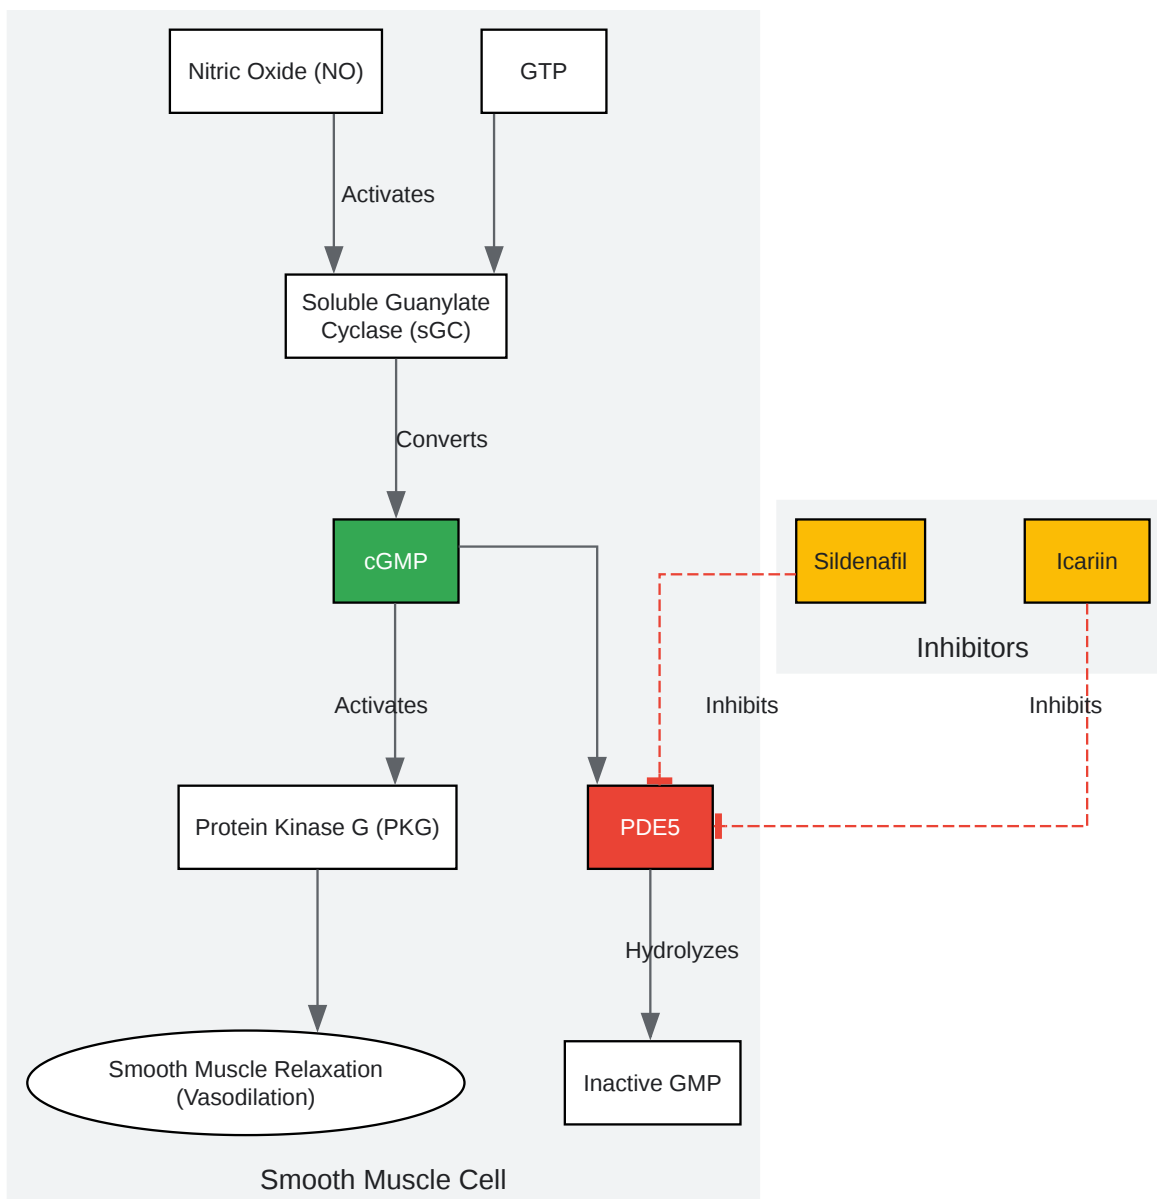 Nitric Oxide (NO)
GTP
Activates
Soluble Guanylate
Cyclase (sGC)
Converts
cGMP
Sildenafil
Icariin
Inhibitors
Activates
Inhibits
Inhibits
Protein Kinase G (PKG)
PDE5
Hydrolyzes
Smooth Muscle Relaxation
(Vasodilation)
Inactive GMP
Smooth Muscle Cell